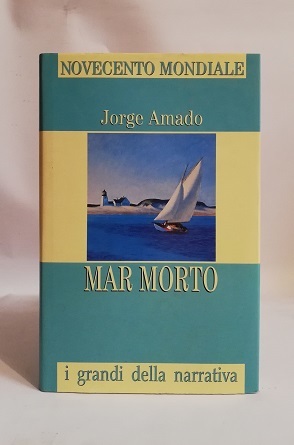 NOVECENTO MONDIALE
Jorge Amado
MAR MORTO
i grandi della narrativa